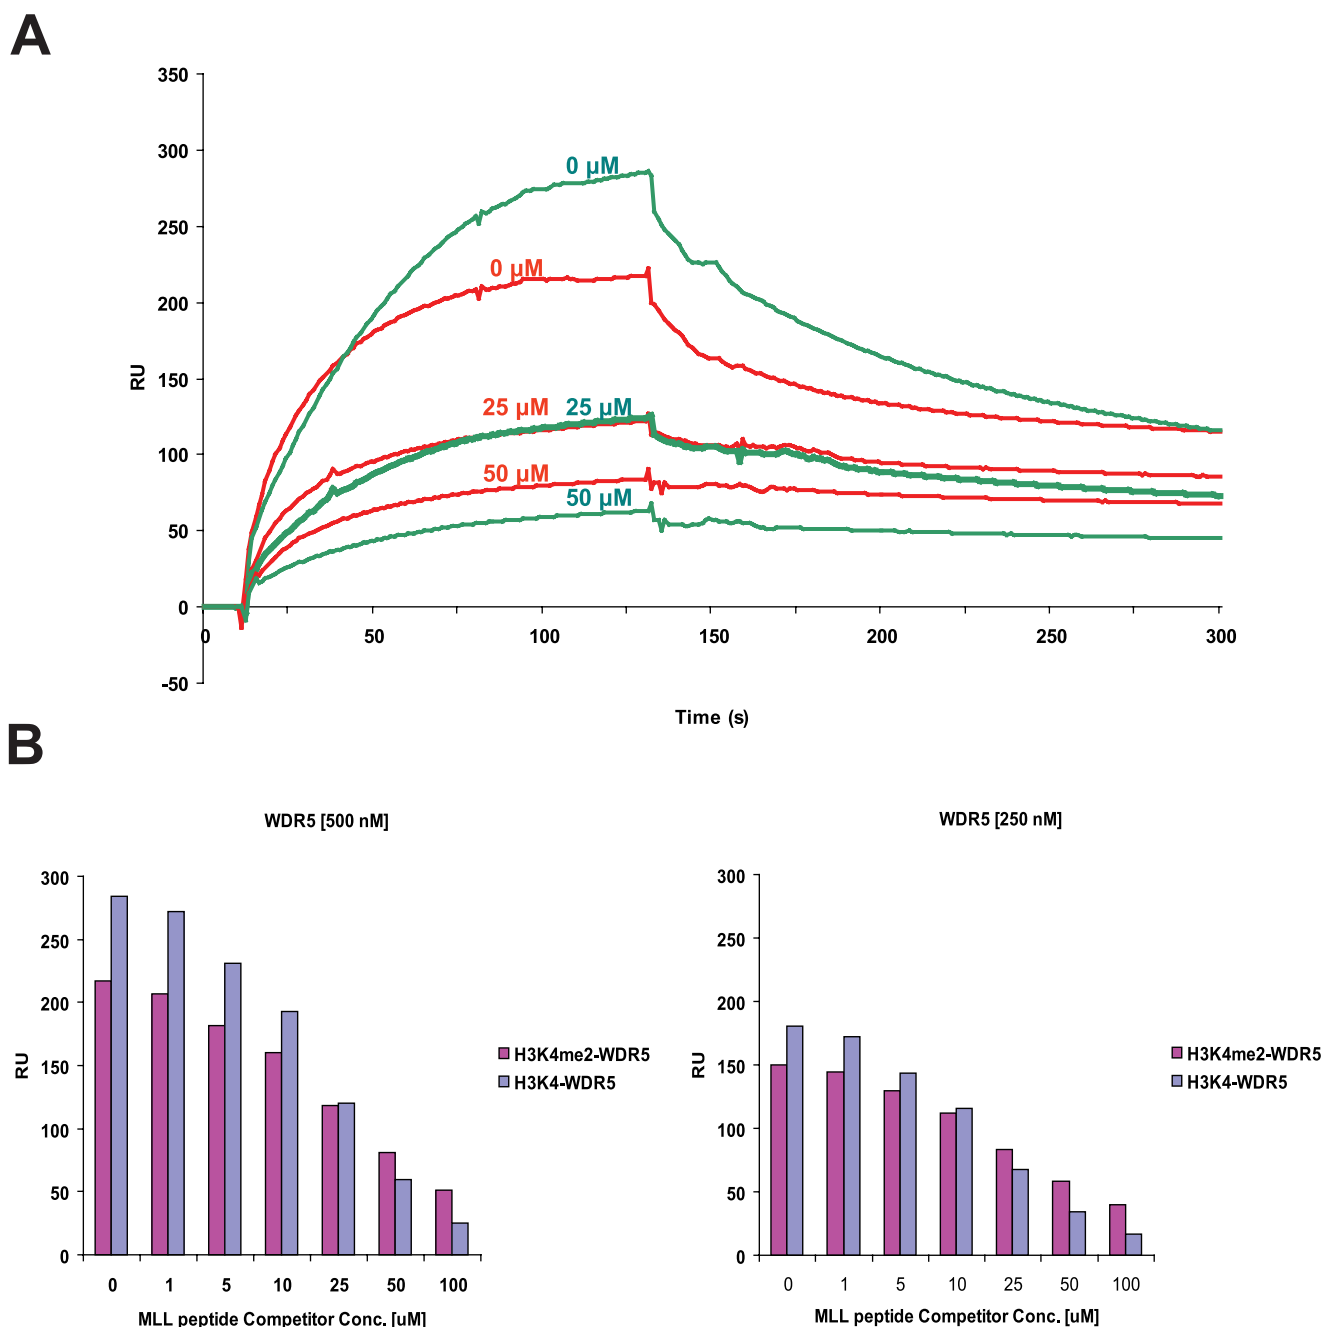 A
350
300
250
200
150
100
50
0
-50
RU
0 µM
0 µM
25 µM 25 µM
50 µM
50 µM
0 50 100 150 200 250 300
Time (s)
B
WDR5 [500 nM]
300
250
200
150
100
50
0
RU
H3K4me2-WDR5
H3K4-WDR5
0 1 5 10 25 50 100
MLL peptide Competitor Conc. [uM]
WDR5 [250 nM]
300
250
200
150
100
50
0
RU
H3K4me2-WDR5
H3K4-WDR5
0 1 5 10 25 50 100
MLL peptide Competitor Conc. [uM]